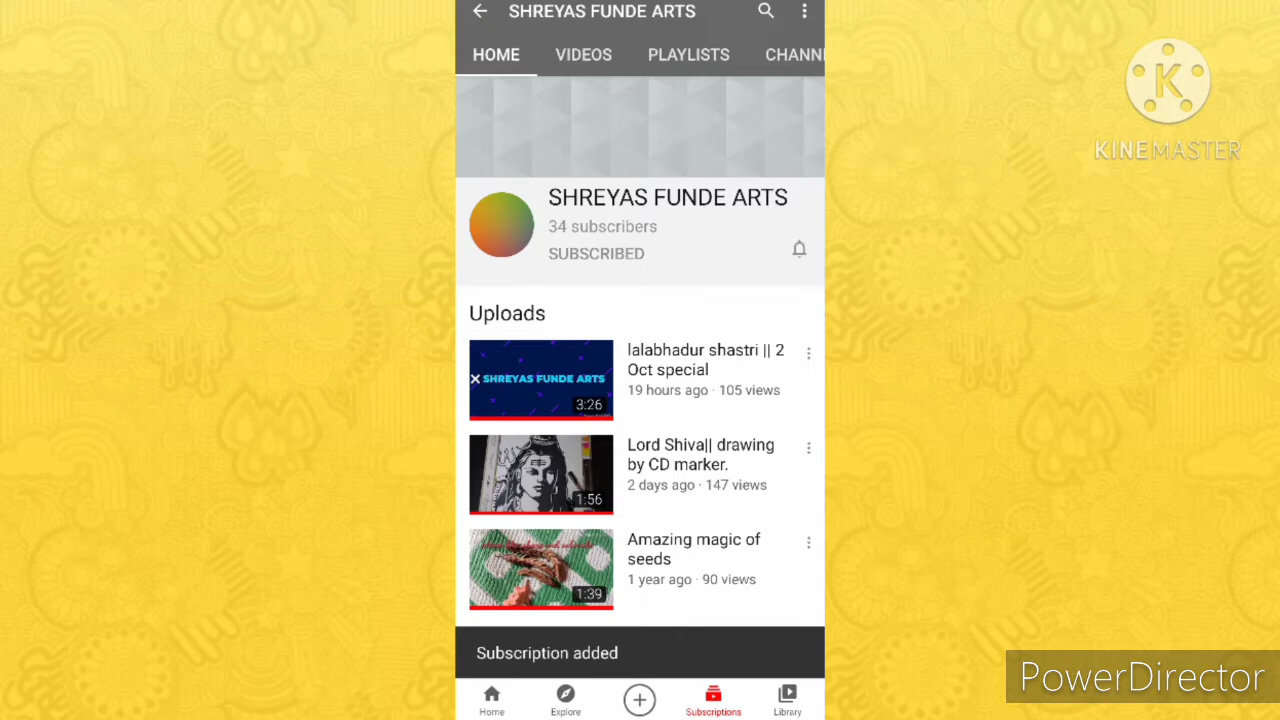 SHREYAS FUNDE ARTS
HOME VIDEOS PLAYLISTS CHANN
KINEMASTER
SHREYAS FUNDE ARTS
34 subscribers
SUBSCRIBED
Uploads
SHREYAS FUNDE ARTS
3:26
lalabhadur shastri || 2
Oct special
19 hours ago · 105 views
1:56
Lord Shiva|| drawing
by CD marker.
2 days ago · 147 views
1:39
Amazing magic of
seeds
1 year ago · 90 views
Subscription added
Home Explore Subscriptions Library
PowerDirector